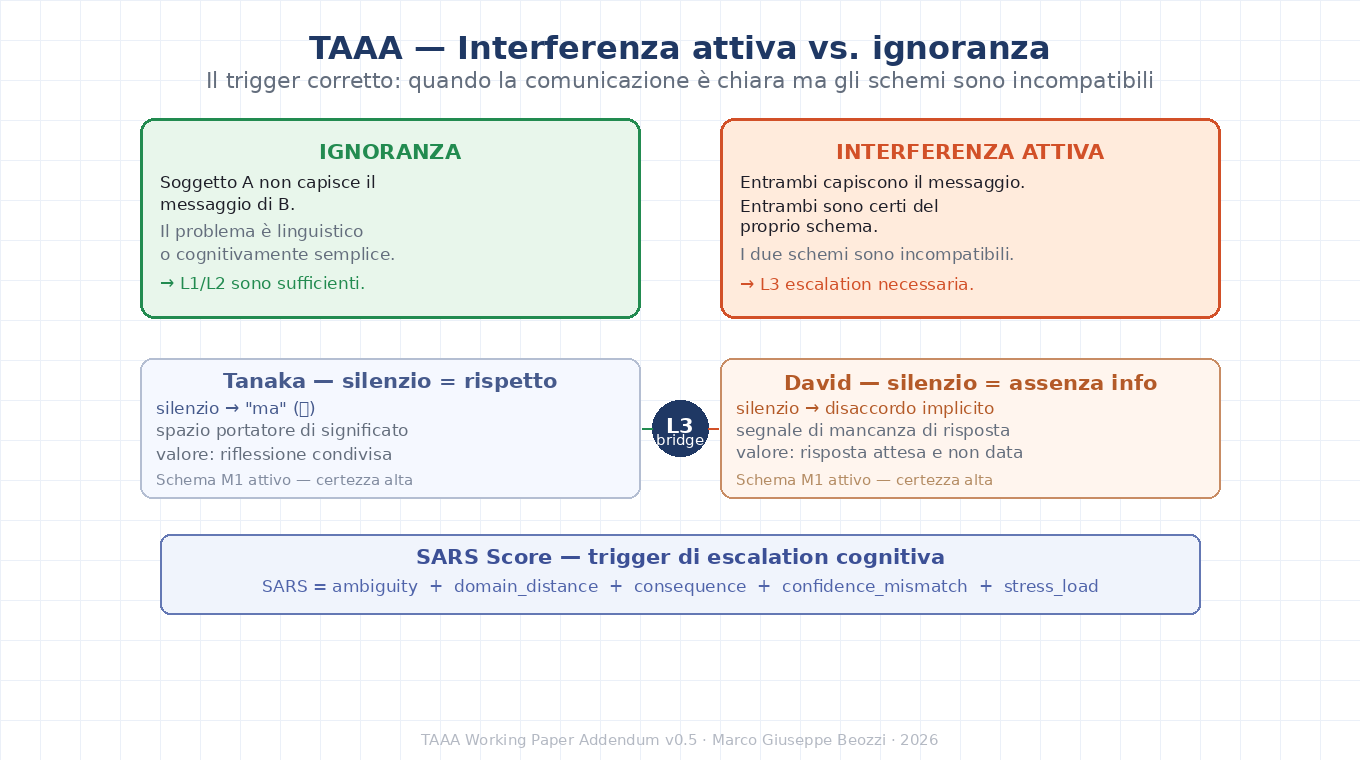 TAAA — Interferenza attiva vs. ignoranza
Il trigger corretto: quando la comunicazione è chiara ma gli schemi sono incompatibili
IGNORANZA
Soggetto A non capisce il
messaggio di B.
Il problema è linguistico
o cognitivamente semplice.
→ L1/L2 sono sufficienti.
INTERFERENZA ATTIVA
Entrambi capiscono il messaggio.
Entrambi sono certi del
proprio schema.
I due schemi sono incompatibili.
→ L3 escalation necessaria.
Tanaka — silenzio = rispetto
silenzio → "ma" ()
spazio portatore di significato
valore: riflessione condivisa
Schema M1 attivo — certezza alta
L3
bridge
David — silenzio = assenza info
silenzio → disaccordo implicito
segnale di mancanza di risposta
valore: risposta attesa e non data
Schema M1 attivo — certezza alta
SARS Score — trigger di escalation cognitiva
SARS = ambiguity + domain_distance + consequence + confidence_mismatch + stress_load
TAAA Working Paper Addendum v0.5 · Marco Giuseppe Beozzi · 2026